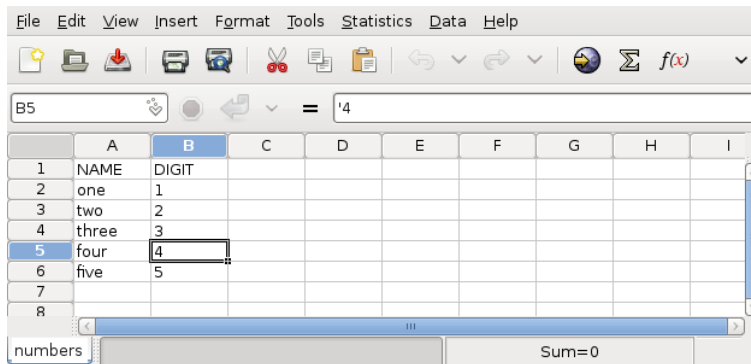 File Edit View Insert Format Tools Statistics Data Help
Σ f(x)
B5 = '4
A B C D E F G H I
1 NAME DIGIT
2 one 1
3 two 2
4 three 3
5 four 4
6 five 5
7
8
numbers Sum=0